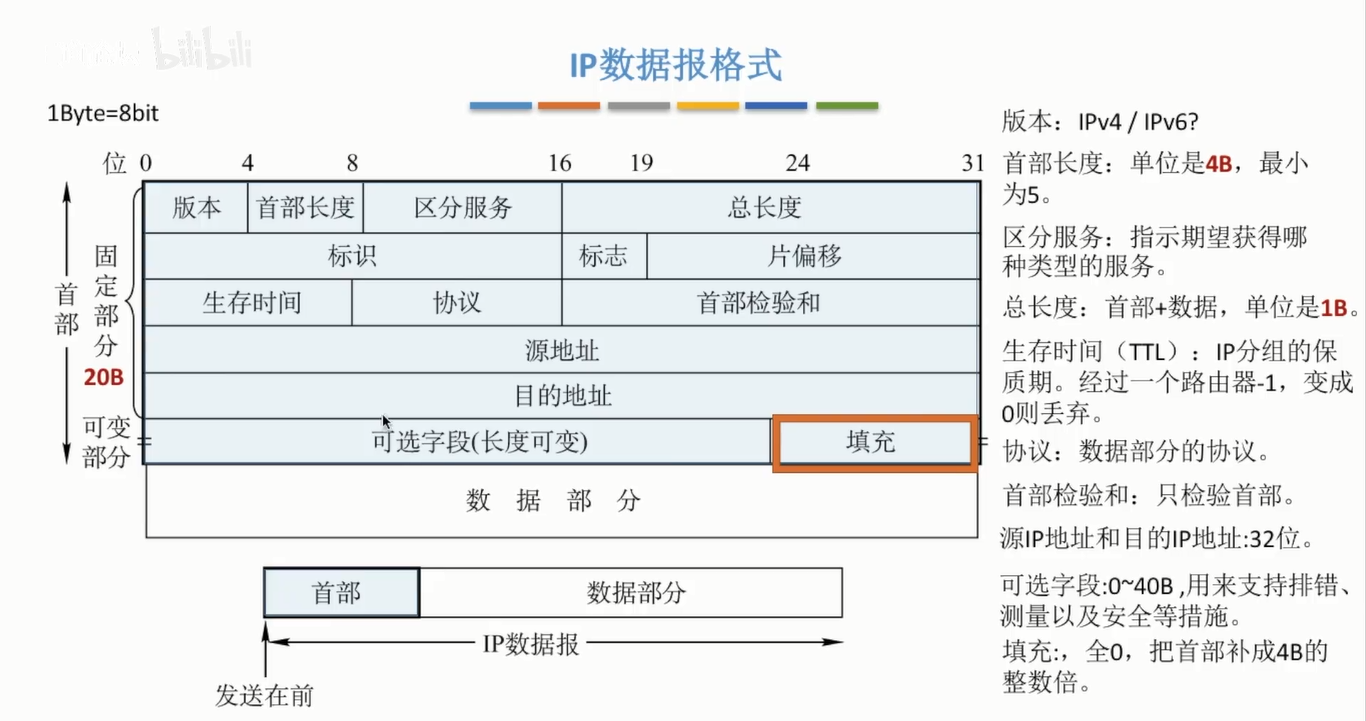 bilibili
IP数据报格式
1Byte=8bit
位 0 4 8 16 19 24 31
版本 首部长度 区分服务 总长度
标识 标志 片偏移
生存时间 协议 首部检验和
源地址
目的地址
可选字段(长度可变) 填充
数 据 部 分
首部
固定部分
20B
可变
部分
首部 数据部分
IP数据报
发送在前
版本：IPv4 / IPv6?
首部长度：单位是4B，最小
为5。
区分服务：指示期望获得哪
种类型的服务。
总长度：首部+数据，单位是1B。
生存时间（TTL）：IP分组的保
质期。经过一个路由器-1，变成
0则丢弃。
协议：数据部分的协议。
首部检验和：只检验首部。
源IP地址和目的IP地址:32位。
可选字段:0~40B ,用来支持排错、
测量以及安全等措施。
填充:，全0，把首部补成4B的
整数倍。